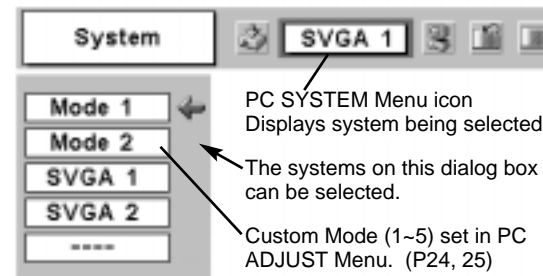 System
SVGA 1
Mode 1
Mode 2
SVGA 1
SVGA 2
----
PC SYSTEM Menu icon
Displays system being selected
The systems on this dialog box
can be selected.
Custom Mode (1~5) set in PC
ADJUST Menu. (P24, 25)